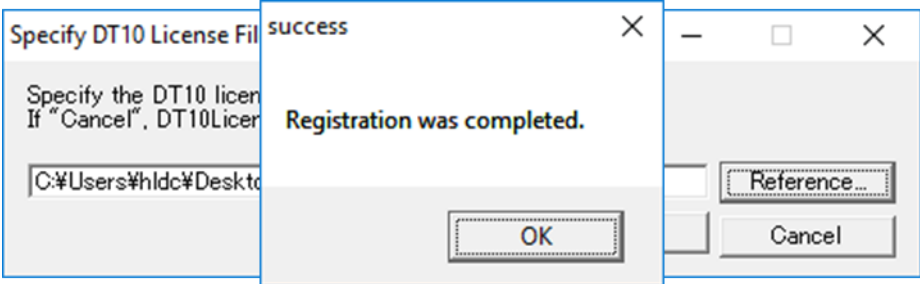 Specify DT10 License Fil
success
Specify the DT10 licen
If "Cancel", DT10Licer
Registration was completed.
C:¥Users¥hldc¥Deskto
Reference...
OK
Cancel